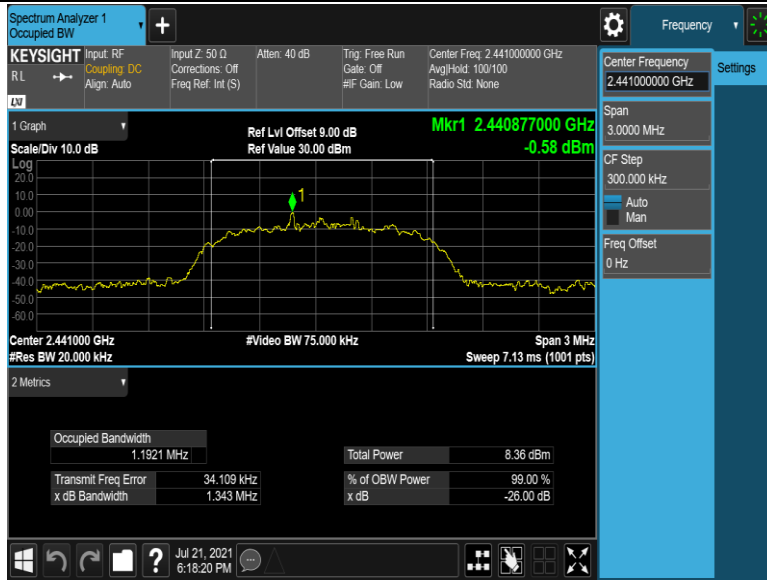 Spectrum Analyzer 1
Occupied BW
+
Frequency
KEYSIGHT
RL
LXI
Input: RF
Coupling: DC
Align: Auto
Input Z: 50 Ω
Corrections: Off
Freq Ref: Int (S)
Atten: 40 dB
Trig: Free Run
Gate: Off
#IF Gain: Low
Center Freq: 2.441000000 GHz
Avg|Hold: 100/100
Radio Std: None
Center Frequency
2.441000000 GHz
Settings
Span
3.0000 MHz
CF Step
300.000 kHz
Auto
Man
Freq Offset
0 Hz
1 Graph
Scale/Div 10.0 dB
Ref Lvl Offset 9.00 dB
Ref Value 30.00 dBm
Mkr1 2.440877000 GHz
-0.58 dBm
Log
20.0
10.0
0.00
-10.0
-20.0
-30.0
-40.0
-50.0
-60.0
1
Center 2.441000 GHz
#Res BW 20.000 kHz
#Video BW 75.000 kHz
Span 3 MHz
Sweep 7.13 ms (1001 pts)
2 Metrics
Occupied Bandwidth
1.1921 MHz
Total Power 8.36 dBm
Transmit Freq Error 34.109 kHz
% of OBW Power 99.00 %
x dB Bandwidth 1.343 MHz
x dB -26.00 dB
?
Jul 21, 2021
6:18:20 PM